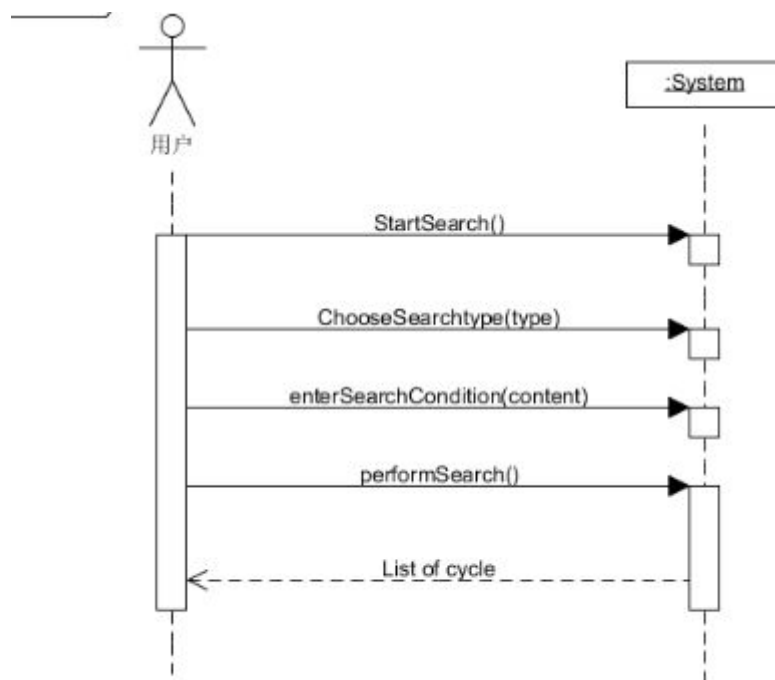 用户
:System
StartSearch()
ChooseSearchtype(type)
enterSearchCondition(content)
performSearch()
List of cycle